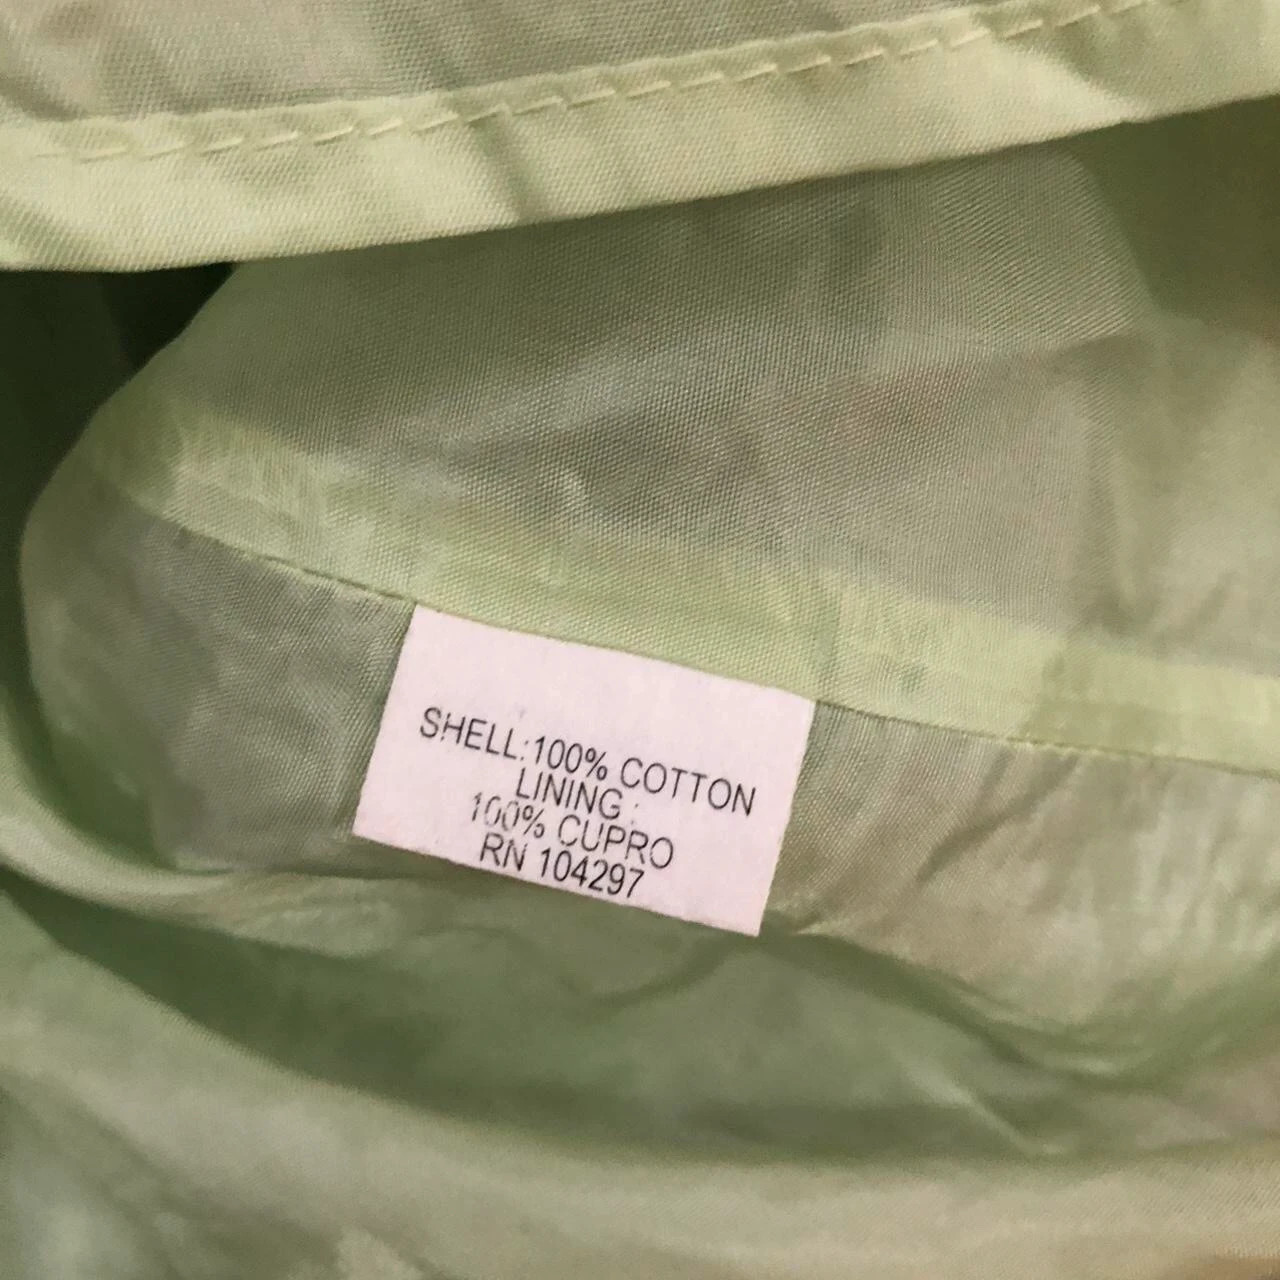 SHELL:100% COTTON
LINING :
100% CUPRO
RN 104297